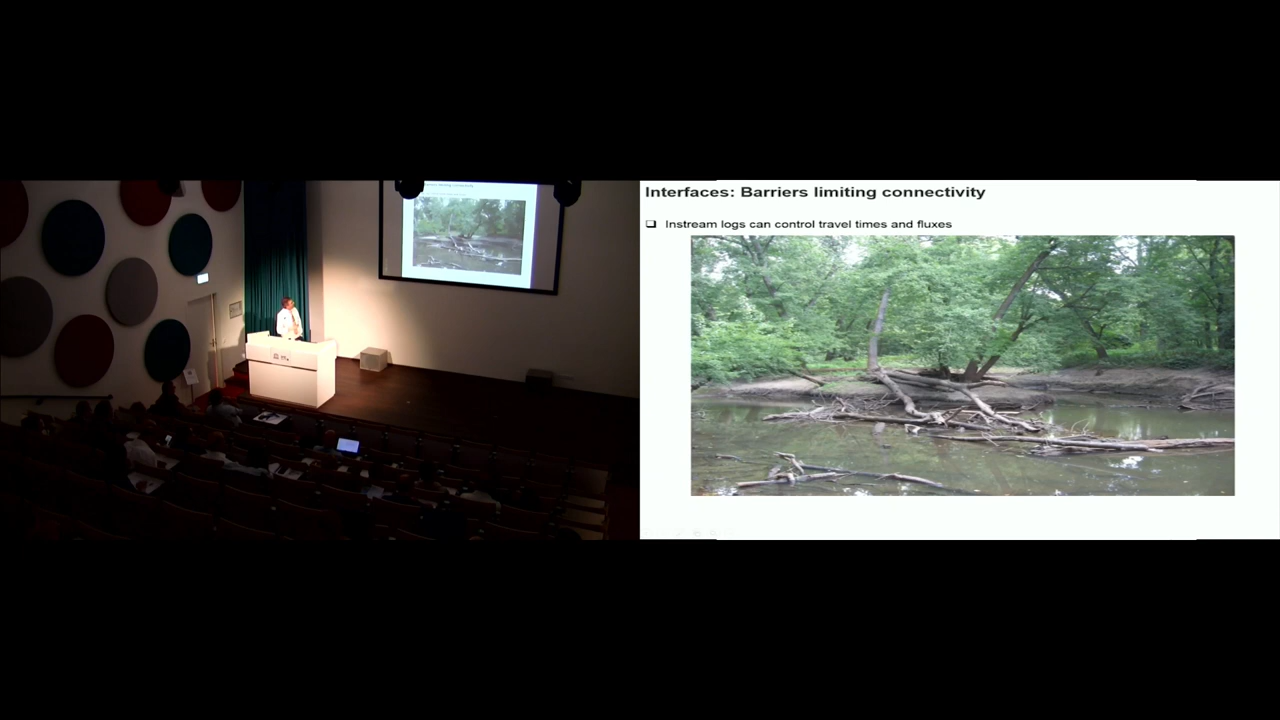 Interfaces: Barriers limiting connectivity
Instream logs can control travel times and fluxes